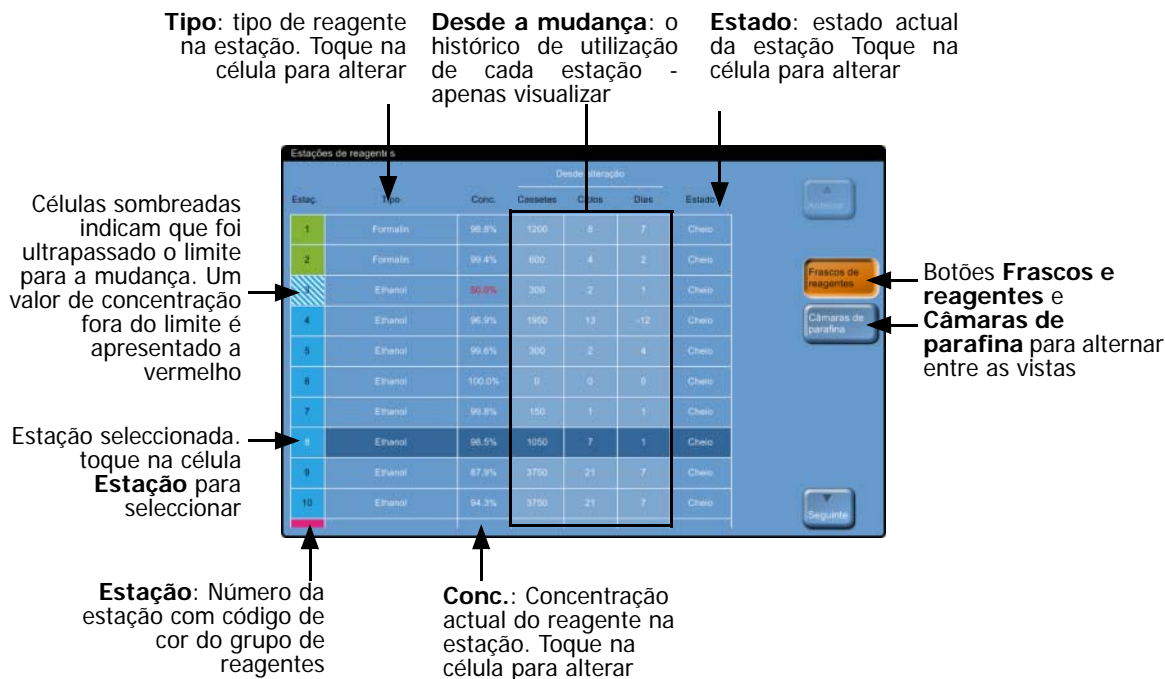 Tipo: tipo de reagente
na estação. Toque na
célula para alterar
Desde a mudança: o
histórico de utilização
de cada estação -
apenas visualizar
Estado: estado actual
da estação Toque na
célula para alterar
Células sombreadas
indicam que foi
ultrapassado o limite
para a mudança. Um
valor de concentração
fora do limite é
apresentado a
vermelho
Estação seleccionada.
toque na célula
Estação para
seleccionar
Estações de reagentes
Desde alteração
Estaç. Tipo Conc. Cassetes Ciclos Dias Estado
1 Formalin 98.8% 1200 8 7 Cheio
2 Formalin 99.4% 600 4 2 Cheio
3 Ethanol 50.0% 300 2 1 Cheio
4 Ethanol 96.9% 1950 13 -12 Cheio
5 Ethanol 99.6% 300 2 4 Cheio
6 Ethanol 100.0% 0 0 0 Cheio
7 Ethanol 99.8% 150 1 1 Cheio
8 Ethanol 98.5% 1050 7 1 Cheio
9 Ethanol 87.9% 3750 21 7 Cheio
10 Ethanol 94.3% 3750 21 7 Cheio
Anterior
Frascos de
reagentes
Câmaras de
parafina
Seguinte
Botões Frascos e
reagentes e
Câmaras de
parafina para alternar
entre as vistas
Estação: Número da
estação com código de
cor do grupo de
reagentes
Conc.: Concentração
actual do reagente na
estação. Toque na
célula para alterar